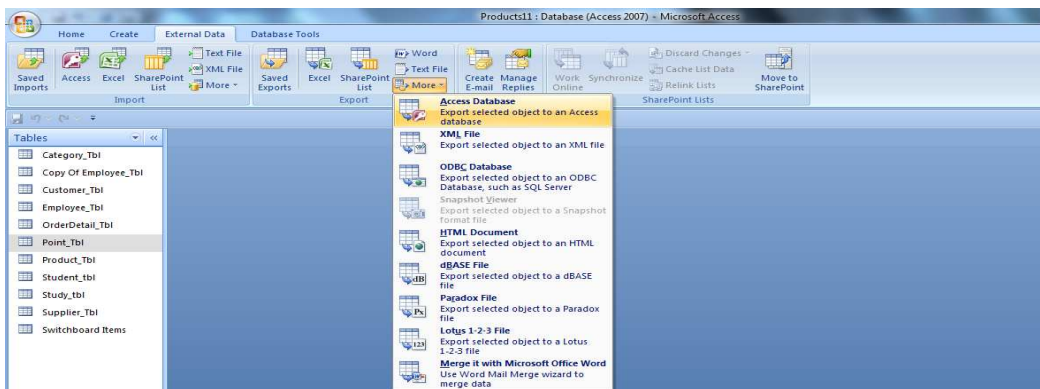 Products11 : Database (Access 2007) - Microsoft Access
Home Create External Data Database Tools
Saved Imports
Access
Excel
SharePoint List
Text File
XML File
More
Import
Saved Exports
Excel
SharePoint List
Word
Text File
More
Export
Create E-mail
Manage Replies
Work Online
Synchronize
Discard Changes
Cache List Data
Relink Lists
Move to SharePoint
SharePoint Lists
Tables
Category_Tbl
Copy Of Employee_Tbl
Customer_Tbl
Employee_Tbl
OrderDetail_Tbl
Point_Tbl
Product_Tbl
Student_tbl
Study_tbl
Supplier_Tbl
Switchboard Items
Access Database
Export selected object to an Access
database
XML File
Export selected object to an XML file
ODBC Database
Export selected object to an ODBC
Database, such as SQL Server
Snapshot Viewer
Export selected object to a Snapshot
format file
HTML Document
Export selected object to an HTML
document
dBASE File
Export selected object to a dBASE
file
Paradox File
Export selected object to a Paradox
file
Lotus 1-2-3 File
Export selected object to a Lotus
1-2-3 file
Merge it with Microsoft Office Word
Use Word Mail Merge wizard to
merge data